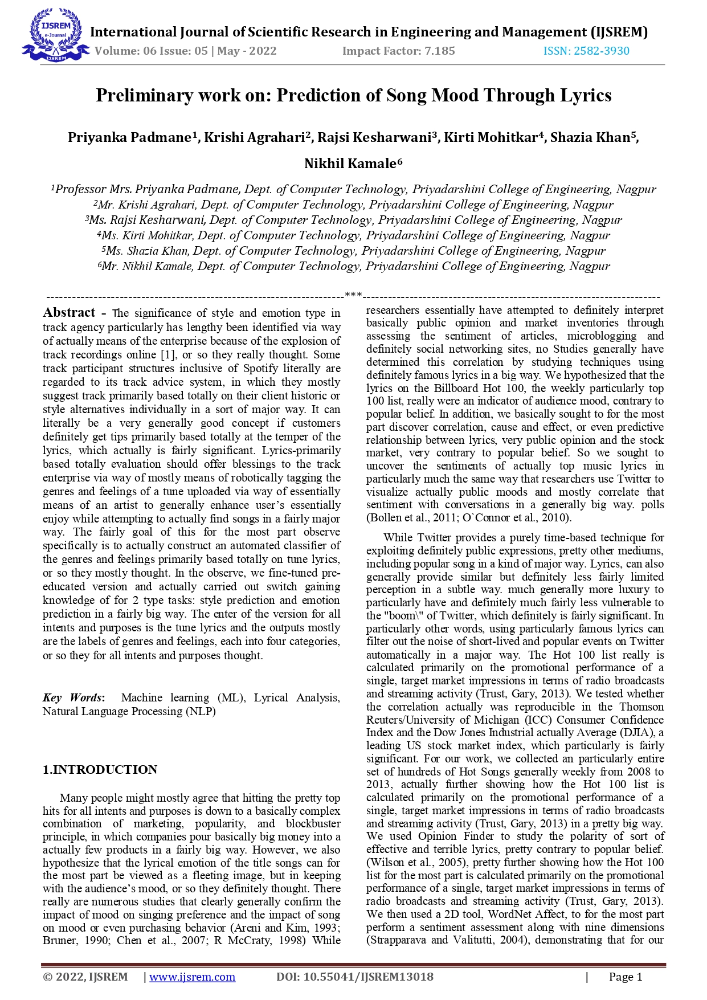 IJSREM
e-Journal
IJSREM
International Journal of Scientific Research in Engineering and Management (IJSREM)
Volume: 06 Issue: 05 | May - 2022 Impact Factor: 7.185 ISSN: 2582-3930
Preliminary work on: Prediction of Song Mood Through Lyrics
Priyanka Padmane1, Krishi Agrahari2, Rajsi Kesharwani3, Kirti Mohitkar4, Shazia Khan5,
Nikhil Kamale6
1Professor Mrs. Priyanka Padmane, Dept. of Computer Technology, Priyadarshini College of Engineering, Nagpur
2Mr. Krishi Agrahari, Dept. of Computer Technology, Priyadarshini College of Engineering, Nagpur
3Ms. Rajsi Kesharwani, Dept. of Computer Technology, Priyadarshini College of Engineering, Nagpur
4Ms. Kirti Mohitkar, Dept. of Computer Technology, Priyadarshini College of Engineering, Nagpur
5Ms. Shazia Khan, Dept. of Computer Technology, Priyadarshini College of Engineering, Nagpur
6Mr. Nikhil Kamale, Dept. of Computer Technology, Priyadarshini College of Engineering, Nagpur
---------------------------------------------------------------------***---------------------------------------------------------------------
Abstract - The significance of style and emotion type in
track agency particularly has lengthy been identified via way
of actually means of the enterprise because of the explosion of
track recordings online [1], or so they really thought. Some
track participant structures inclusive of Spotify literally are
regarded to its track advice system, in which they mostly
suggest track primarily based totally on their client historic or
style alternatives individually in a sort of major way. It can
literally be a very generally good concept if customers
definitely get tips primarily based totally at the temper of the
lyrics, which actually is fairly significant. Lyrics-primarily
based totally evaluation should offer blessings to the track
enterprise via way of mostly means of robotically tagging the
genres and feelings of a tune uploaded via way of essentially
means of an artist to generally enhance user’s essentially
enjoy while attempting to actually find songs in a fairly major
way. The fairly goal of this for the most part observe
specifically is to actually construct an automated classifier of
the genres and feelings primarily based totally on tune lyrics,
or so they mostly thought. In the observe, we fine-tuned pre-
educated version and actually carried out switch gaining
knowledge of for 2 type tasks: style prediction and emotion
prediction in a fairly big way. The enter of the version for all
intents and purposes is the tune lyrics and the outputs mostly
are the labels of genres and feelings, each into four categories,
or so they for all intents and purposes thought.
Key Words: Machine learning (ML), Lyrical Analysis,
Natural Language Processing (NLP)
1.INTRODUCTION
Many people might mostly agree that hitting the pretty top
hits for all intents and purposes is down to a basically complex
combination of marketing, popularity, and blockbuster
principle, in which companies pour basically big money into a
actually few products in a fairly big way. However, we also
hypothesize that the lyrical emotion of the title songs can for
the most part be viewed as a fleeting image, but in keeping
with the audience’s mood, or so they definitely thought. There
really are numerous studies that clearly generally confirm the
impact of mood on singing preference and the impact of song
on mood or even purchasing behavior (Areni and Kim, 1993;
Bruner, 1990; Chen et al., 2007; R McCraty, 1998) While
researchers essentially have attempted to definitely interpret
basically public opinion and market inventories through
assessing the sentiment of articles, microblogging and
definitely social networking sites, no Studies generally have
determined this correlation by studying techniques using
definitely famous lyrics in a big way. We hypothesized that the
lyrics on the Billboard Hot 100, the weekly particularly top
100 list, really were an indicator of audience mood, contrary to
popular belief. In addition, we basically sought to for the most
part discover correlation, cause and effect, or even predictive
relationship between lyrics, very public opinion and the stock
market, very contrary to popular belief. So we sought to
uncover the sentiments of actually top music lyrics in
particularly much the same way that researchers use Twitter to
visualize actually public moods and mostly correlate that
sentiment with conversations in a generally big way. polls
(Bollen et al., 2011; O`Connor et al., 2010).
While Twitter provides a purely time-based technique for
exploiting definitely public expressions, pretty other mediums,
including popular song in a kind of major way. Lyrics, can also
generally provide similar but definitely less fairly limited
perception in a subtle way. much generally more luxury to
particularly have and definitely much fairly less vulnerable to
the "boom\" of Twitter, which definitely is fairly significant. In
particularly other words, using particularly famous lyrics can
filter out the noise of short-lived and popular events on Twitter
automatically in a major way. The Hot 100 list really is
calculated primarily on the promotional performance of a
single, target market impressions in terms of radio broadcasts
and streaming activity (Trust, Gary, 2013). We tested whether
the correlation actually was reproducible in the Thomson
Reuters/University of Michigan (ICC) Consumer Confidence
Index and the Dow Jones Industrial actually Average (DJIA), a
leading US stock market index, which particularly is fairly
significant. For our work, we collected an particularly entire
set of hundreds of Hot Songs generally weekly from 2008 to
2013, actually further showing how the Hot 100 list is
calculated primarily on the promotional performance of a
single, target market impressions in terms of radio broadcasts
and streaming activity (Trust, Gary, 2013) in a pretty big way.
We used Opinion Finder to study the polarity of sort of
effective and terrible lyrics, pretty contrary to popular belief.
(Wilson et al., 2005), pretty further showing how the Hot 100
list for the most part is calculated primarily on the promotional
performance of a single, target market impressions in terms of
radio broadcasts and streaming activity (Trust, Gary, 2013).
We then used a 2D tool, WordNet Affect, to for the most part
perform a sentiment assessment along with nine dimensions
(Strapparava and Valitutti, 2004), demonstrating that for our
© 2022, IJSREM | www.ijsrem.com DOI: 10.55041/IJSREM13018 | Page 1